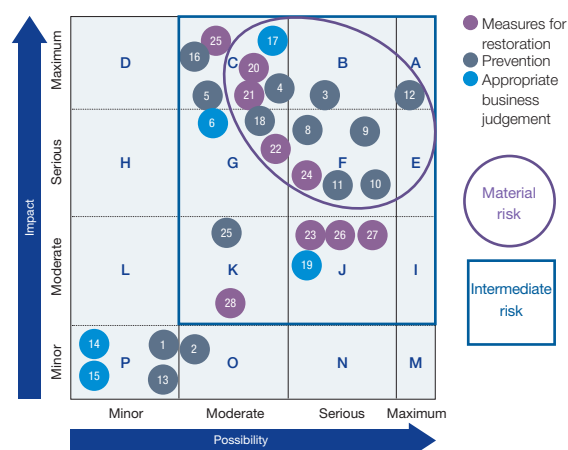 Impact
Maximum
Serious
Moderate
Minor
25
17
16
D
C
B
A
20
21
4
5
3
12
6
18
8
9
22
H
G
F
E
24
11
10
25
23
26
27
19
L
K
J
I
28
14
1
2
P
O
N
M
15
13
Minor
Moderate
Serious
Maximum
Possibility
Measures for
restoration
Prevention
Appropriate
business
judgement
Material
risk
Intermediate
risk